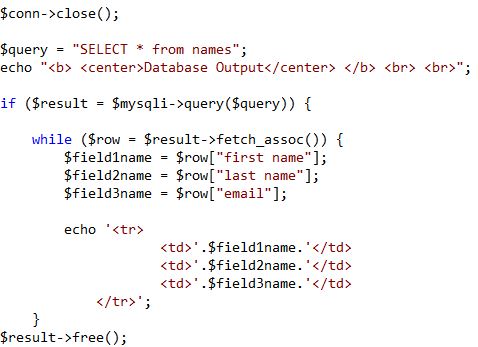 $conn->close();

$query = "SELECT * from names";
echo "<b> <center>Database Output</center> </b> <br> <br>";

if ($result = $mysqli->query($query)) {

    while ($row = $result->fetch_assoc()) {
        $field1name = $row["first name"];
        $field2name = $row["last name"];
        $field3name = $row["email"];

        echo '<tr>
                    <td>'.$field1name.'</td>
                    <td>'.$field2name.'</td>
                    <td>'.$field3name.'</td>
            </tr>';
    }
$result->free();